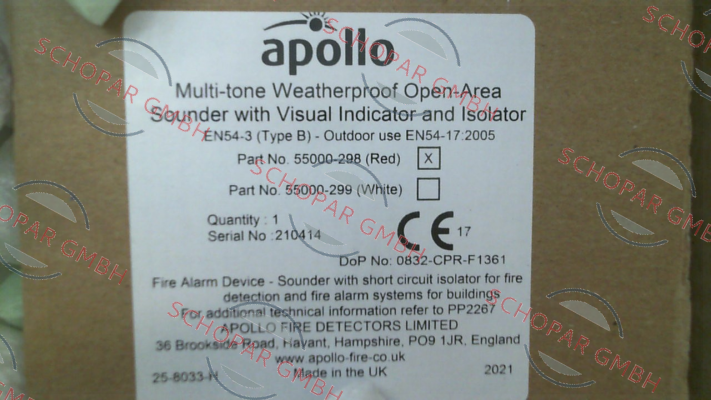 apollo
Multi-tone Weatherproof Open-Area
Sounder with Visual Indicator and Isolator
EN54-3 (Type B) - Outdoor use EN54-17:2005
Part No. 55000-298 (Red) X
Part No. 55000-299 (White)
Quantity : 1
Serial No :210414
CE 17
DoP No: 0832-CPR-F1361
Fire Alarm Device - Sounder with short circuit isolator for fire
detection and fire alarm systems for buildings
For additional technical information refer to PP2267
APOLLO FIRE DETECTORS LIMITED
36 Brookside Road, Havant, Hampshire, PO9 1JR, England
www.apollo-fire.co.uk
25-8033-H Made in the UK 2021
SCHOPAR GMBH
SCHOPAR GMBH
SCHOPAR GMBH
SCHOPAR GMBH
SCHOPAR GMBH
SCHOPAR GMBH
SCHOPAR GMBH
SCHOPAR GMBH